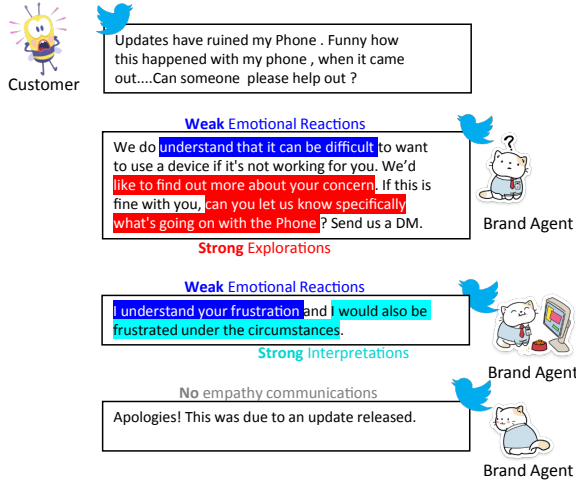 Updates have ruined my Phone . Funny how
this happened with my phone , when it came
out....Can someone please help out ?
Customer
Weak Emotional Reactions
We do understand that it can be difficult to want
to use a device if it's not working for you. We'd
like to find out more about your concern. If this is
fine with you, can you let us know specifically
what's going on with the Phone ? Send us a DM.
?
Brand Agent
Strong Explorations
Weak Emotional Reactions
I understand your frustration and I would also be
frustrated under the circumstances.
Strong Interpretations
Brand Agent
No empathy communications
Apologies! This was due to an update released.
Brand Agent